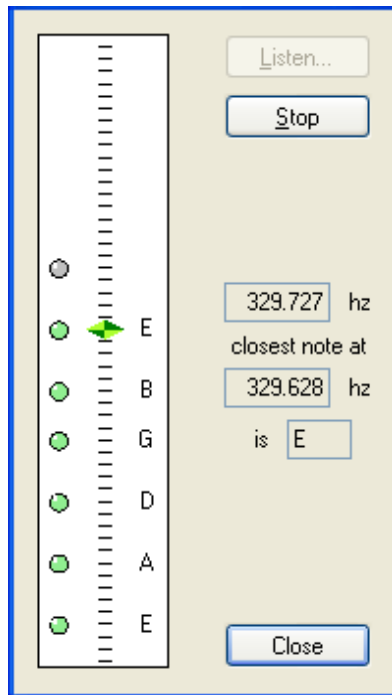 Listen...
Stop
329.727 hz
closest note at
329.628 hz
is E
E
B
G
D
A
E
Close